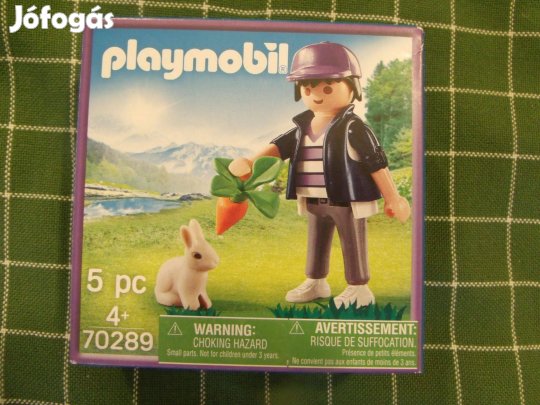 Jófogás
playmobil
5 pc
4+
70289
WARNING:
CHOKING HAZARD
Small parts. Not for children under 3 years.
AVERTISSEMENT:
RISQUE DE SUFFOCATION.
Présence de petits éléments.
Ne convient pas aux enfants de moins de 3 ans.